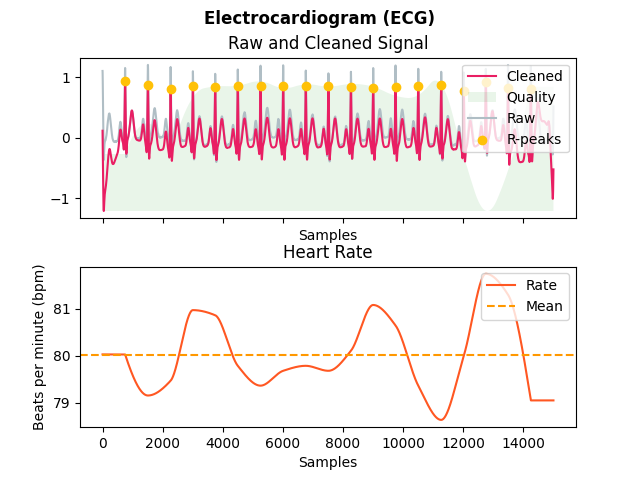 Electrocardiogram (ECG)
Raw and Cleaned Signal
1
0
−1
Cleaned
Quality
Raw
R-peaks
Samples
Heart Rate
Beats per minute (bpm)
81
80
79
Rate
Mean
0 2000 4000 6000 8000 10000 12000 14000
Samples